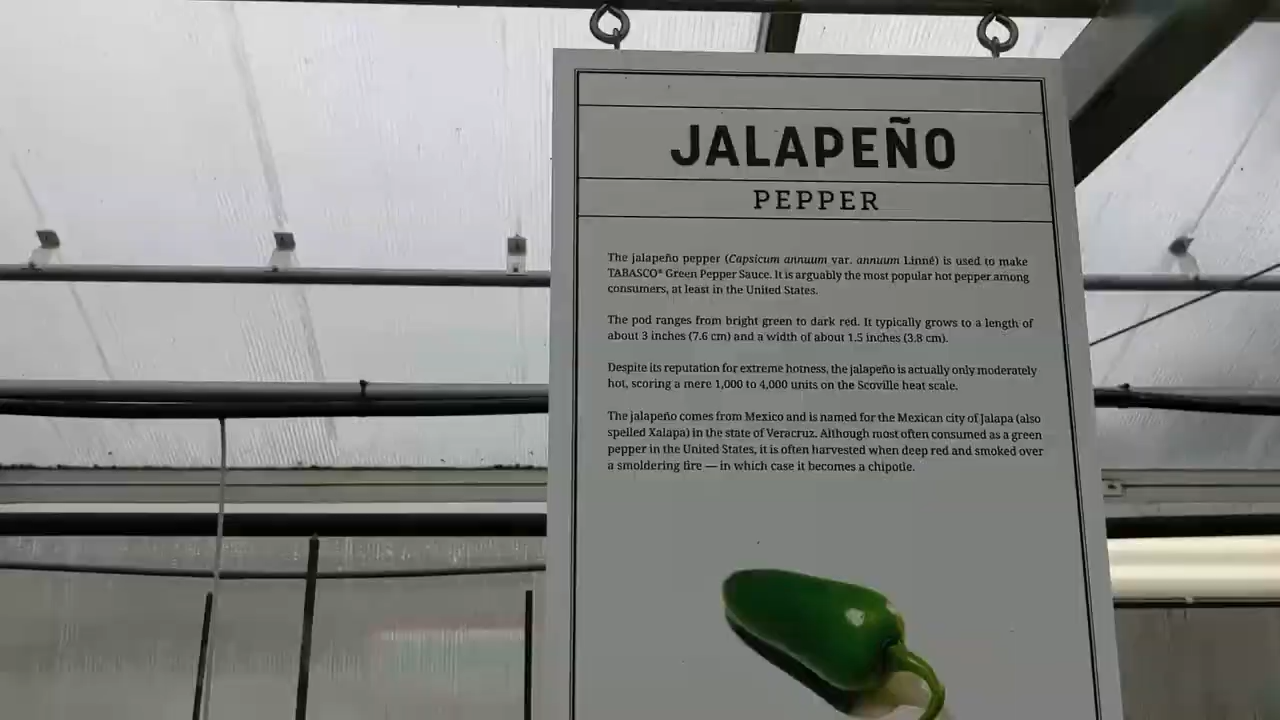 JALAPEÑO
PEPPER
The jalapeño pepper (Capsicum annuum var. annuum Linné) is used to make
TABASCO® Green Pepper Sauce. It is arguably the most popular hot pepper among
consumers, at least in the United States.
The pod ranges from bright green to dark red. It typically grows to a length of
about 3 inches (7.6 cm) and a width of about 1.5 inches (3.8 cm).
Despite its reputation for extreme hotness, the jalapeño is actually only moderately
hot, scoring a mere 1,000 to 4,000 units on the Scoville heat scale.
The jalapeño comes from Mexico and is named for the Mexican city of Jalapa (also
spelled Xalapa) in the state of Veracruz. Although most often consumed as a green
pepper in the United States, it is often harvested when deep red and smoked over
a smoldering fire — in which case it becomes a chipotle.